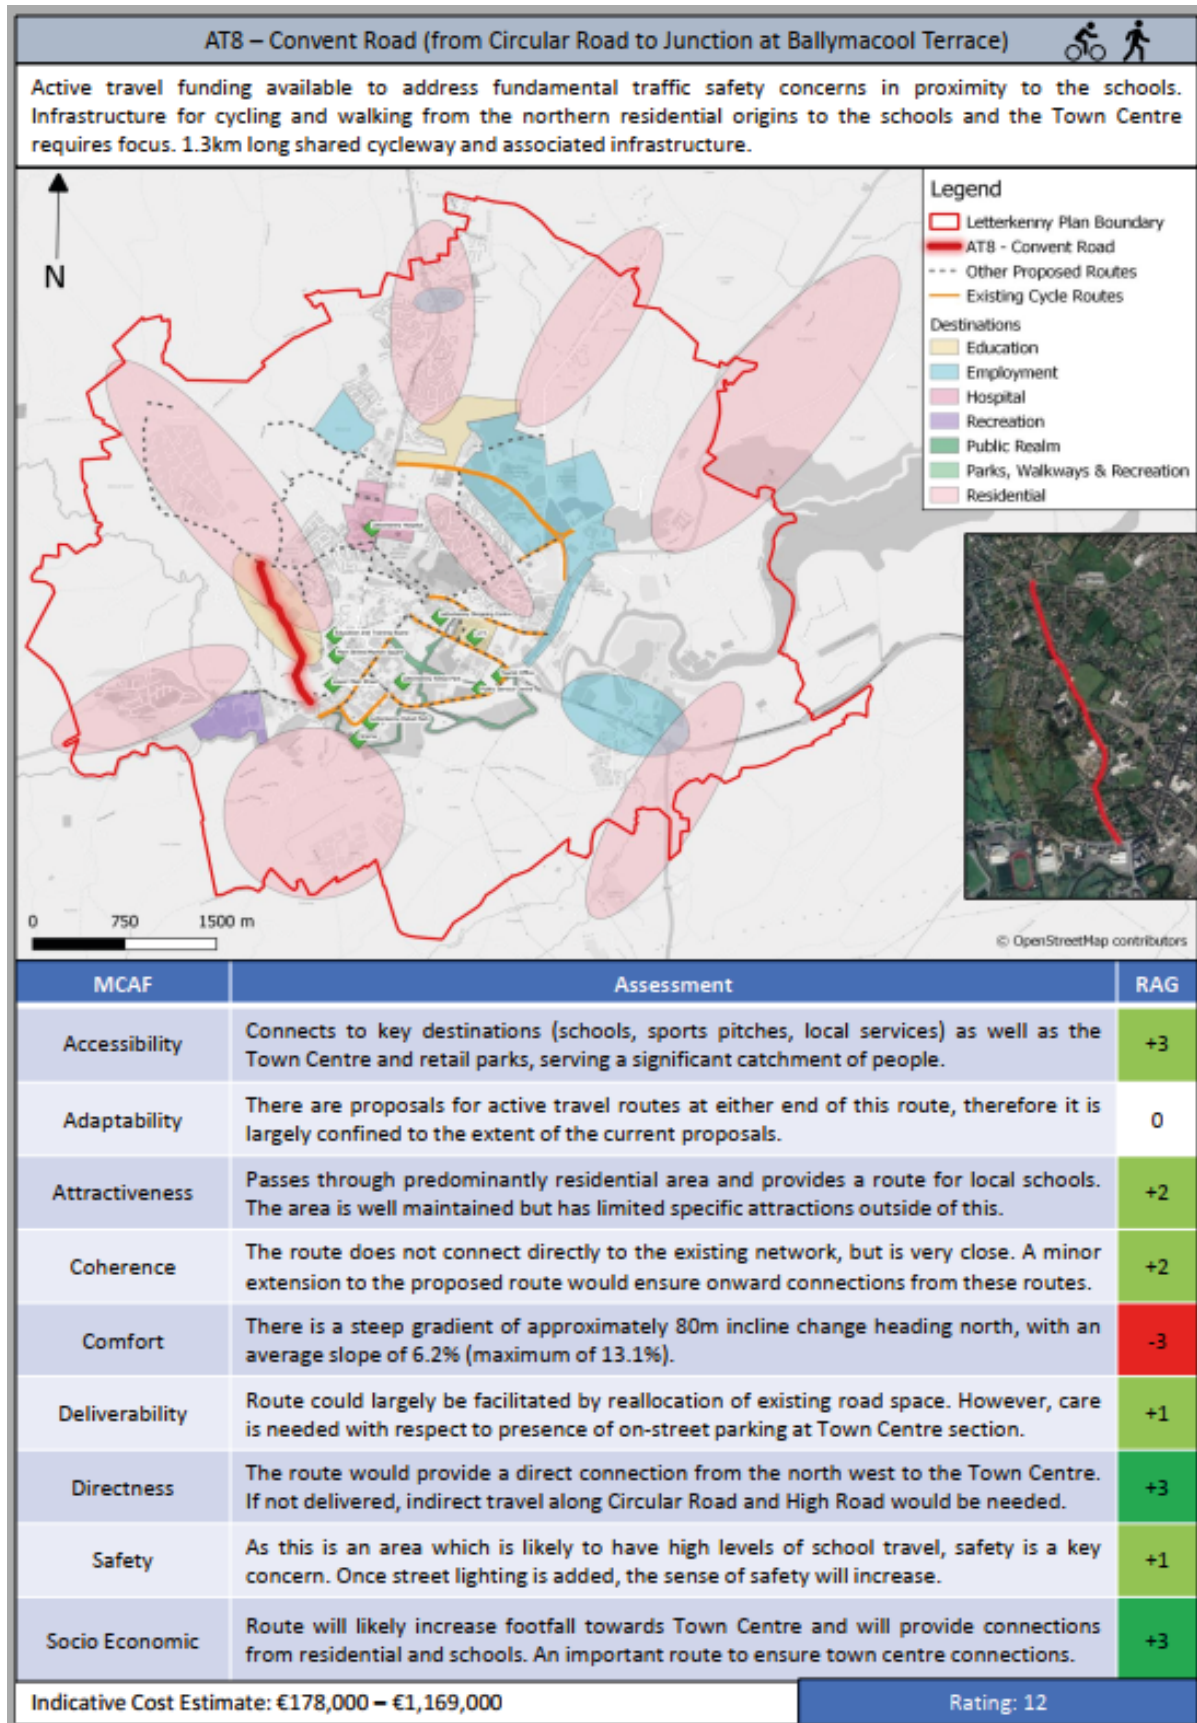 AT8 – Convent Road (from Circular Road to Junction at Ballymacool Terrace)
Active travel funding available to address fundamental traffic safety concerns in proximity to the schools.
Infrastructure for cycling and walking from the northern residential origins to the schools and the Town Centre
requires focus. 1.3km long shared cycleway and associated infrastructure.
N
Legend
Letterkenny Plan Boundary
AT8 - Convent Road
Other Proposed Routes
Existing Cycle Routes
Destinations
Education
Employment
Hospital
Recreation
Public Realm
Parks, Walkways & Recreation
Residential
Letterkenny Hospital
0 750 1500 m
© OpenStreetMap contributors
MCAF Assessment RAG
Accessibility
Connects to key destinations (schools, sports pitches, local services) as well as the
Town Centre and retail parks, serving a significant catchment of people.
+3
Adaptability
There are proposals for active travel routes at either end of this route, therefore it is
largely confined to the extent of the current proposals.
0
Attractiveness
Passes through predominantly residential area and provides a route for local schools.
The area is well maintained but has limited specific attractions outside of this.
+2
Coherence
The route does not connect directly to the existing network, but is very close. A minor
extension to the proposed route would ensure onward connections from these routes.
+2
Comfort
There is a steep gradient of approximately 80m incline change heading north, with an
average slope of 6.2% (maximum of 13.1%).
-3
Deliverability
Route could largely be facilitated by reallocation of existing road space. However, care
is needed with respect to presence of on-street parking at Town Centre section.
+1
Directness
The route would provide a direct connection from the north west to the Town Centre.
If not delivered, indirect travel along Circular Road and High Road would be needed.
+3
Safety
As this is an area which is likely to have high levels of school travel, safety is a key
concern. Once street lighting is added, the sense of safety will increase.
+1
Socio Economic
Route will likely increase footfall towards Town Centre and will provide connections
from residential and schools. An important route to ensure town centre connections.
+3
Indicative Cost Estimate: €178,000 – €1,169,000
Rating: 12